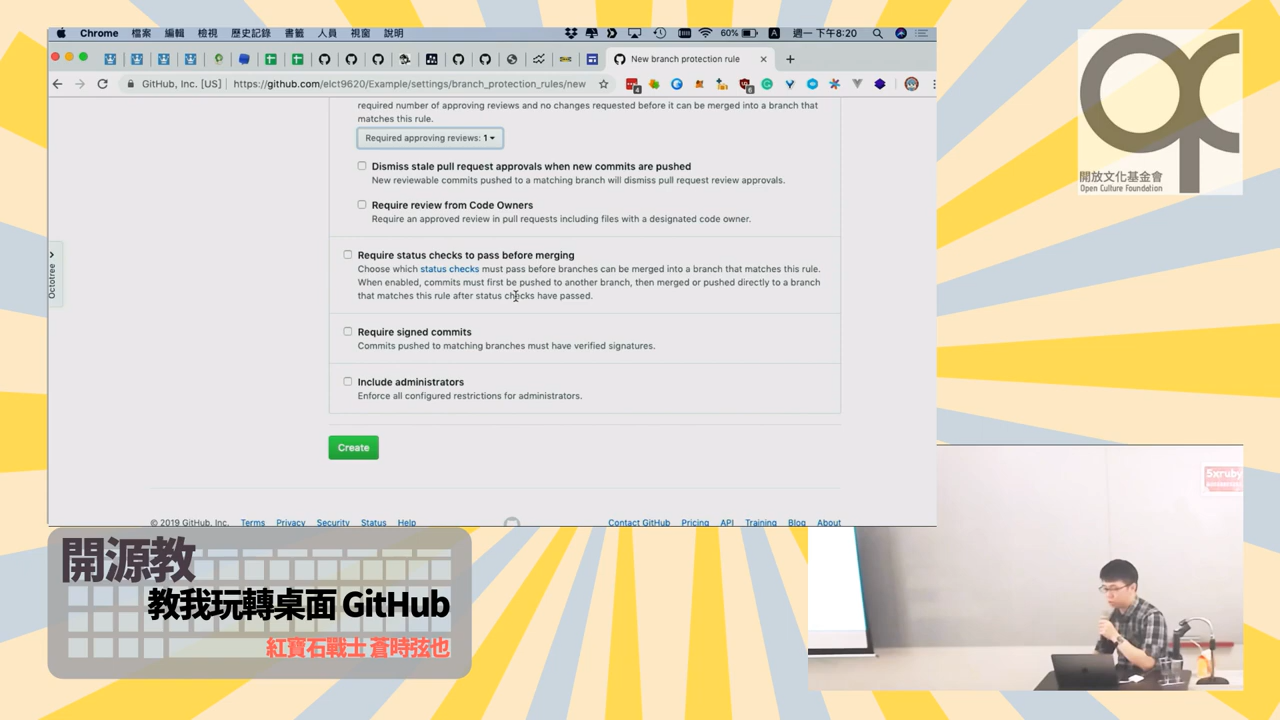 Chrome 檔案 編輯 檢視 歷史記錄 書籤 人員 視窗 說明 60% 週一 下午8:20
New branch protection rule
GitHub, Inc. [US] https://github.com/elct9620/Example/settings/branch_protection_rules/new
required number of approving reviews and no changes requested before it can be merged into a branch that
matches this rule.
Required approving reviews: 1
Dismiss stale pull request approvals when new commits are pushed
New reviewable commits pushed to a matching branch will dismiss pull request review approvals.
Require review from Code Owners
Require an approved review in pull requests including files with a designated code owner.
Require status checks to pass before merging
Choose which status checks must pass before branches can be merged into a branch that matches this rule.
When enabled, commits must first be pushed to another branch, then merged or pushed directly to a branch
that matches this rule after status checks have passed.
Require signed commits
Commits pushed to matching branches must have verified signatures.
Include administrators
Enforce all configured restrictions for administrators.
Create
© 2019 GitHub, Inc. Terms Privacy Security Status Help Contact GitHub Pricing API Training Blog About
Octotree
開放文化基金會
Open Culture Foundation
5xruby
開源教
教我玩轉桌面 GitHub
紅寶石戰士 蒼時弦也